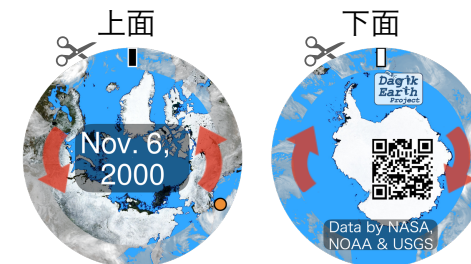 上面
下面
Dagik
Earth
Project
Nov. 6,
2000
Data by NASA,
NOAA & USGS